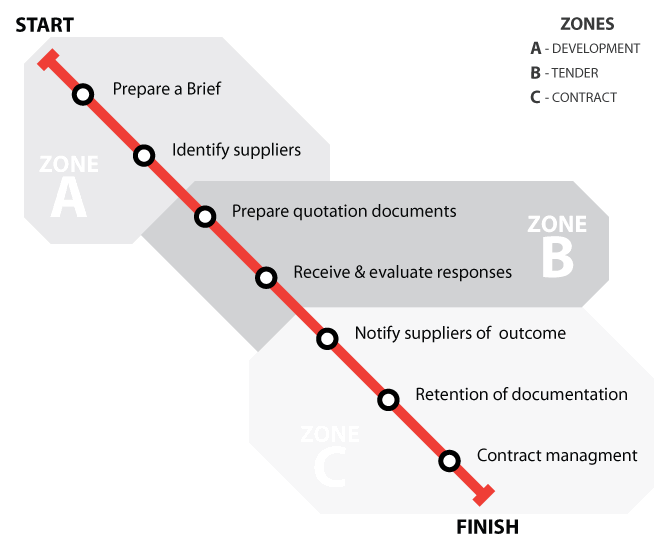 START
ZONES
A - DEVELOPMENT
B - TENDER
C - CONTRACT
Prepare a Brief
Identify suppliers
ZONE
A
Prepare quotation documents
ZONE
B
Receive & evaluate responses
Notify suppliers of outcome
Retention of documentation
ZONE
C
Contract managment
FINISH